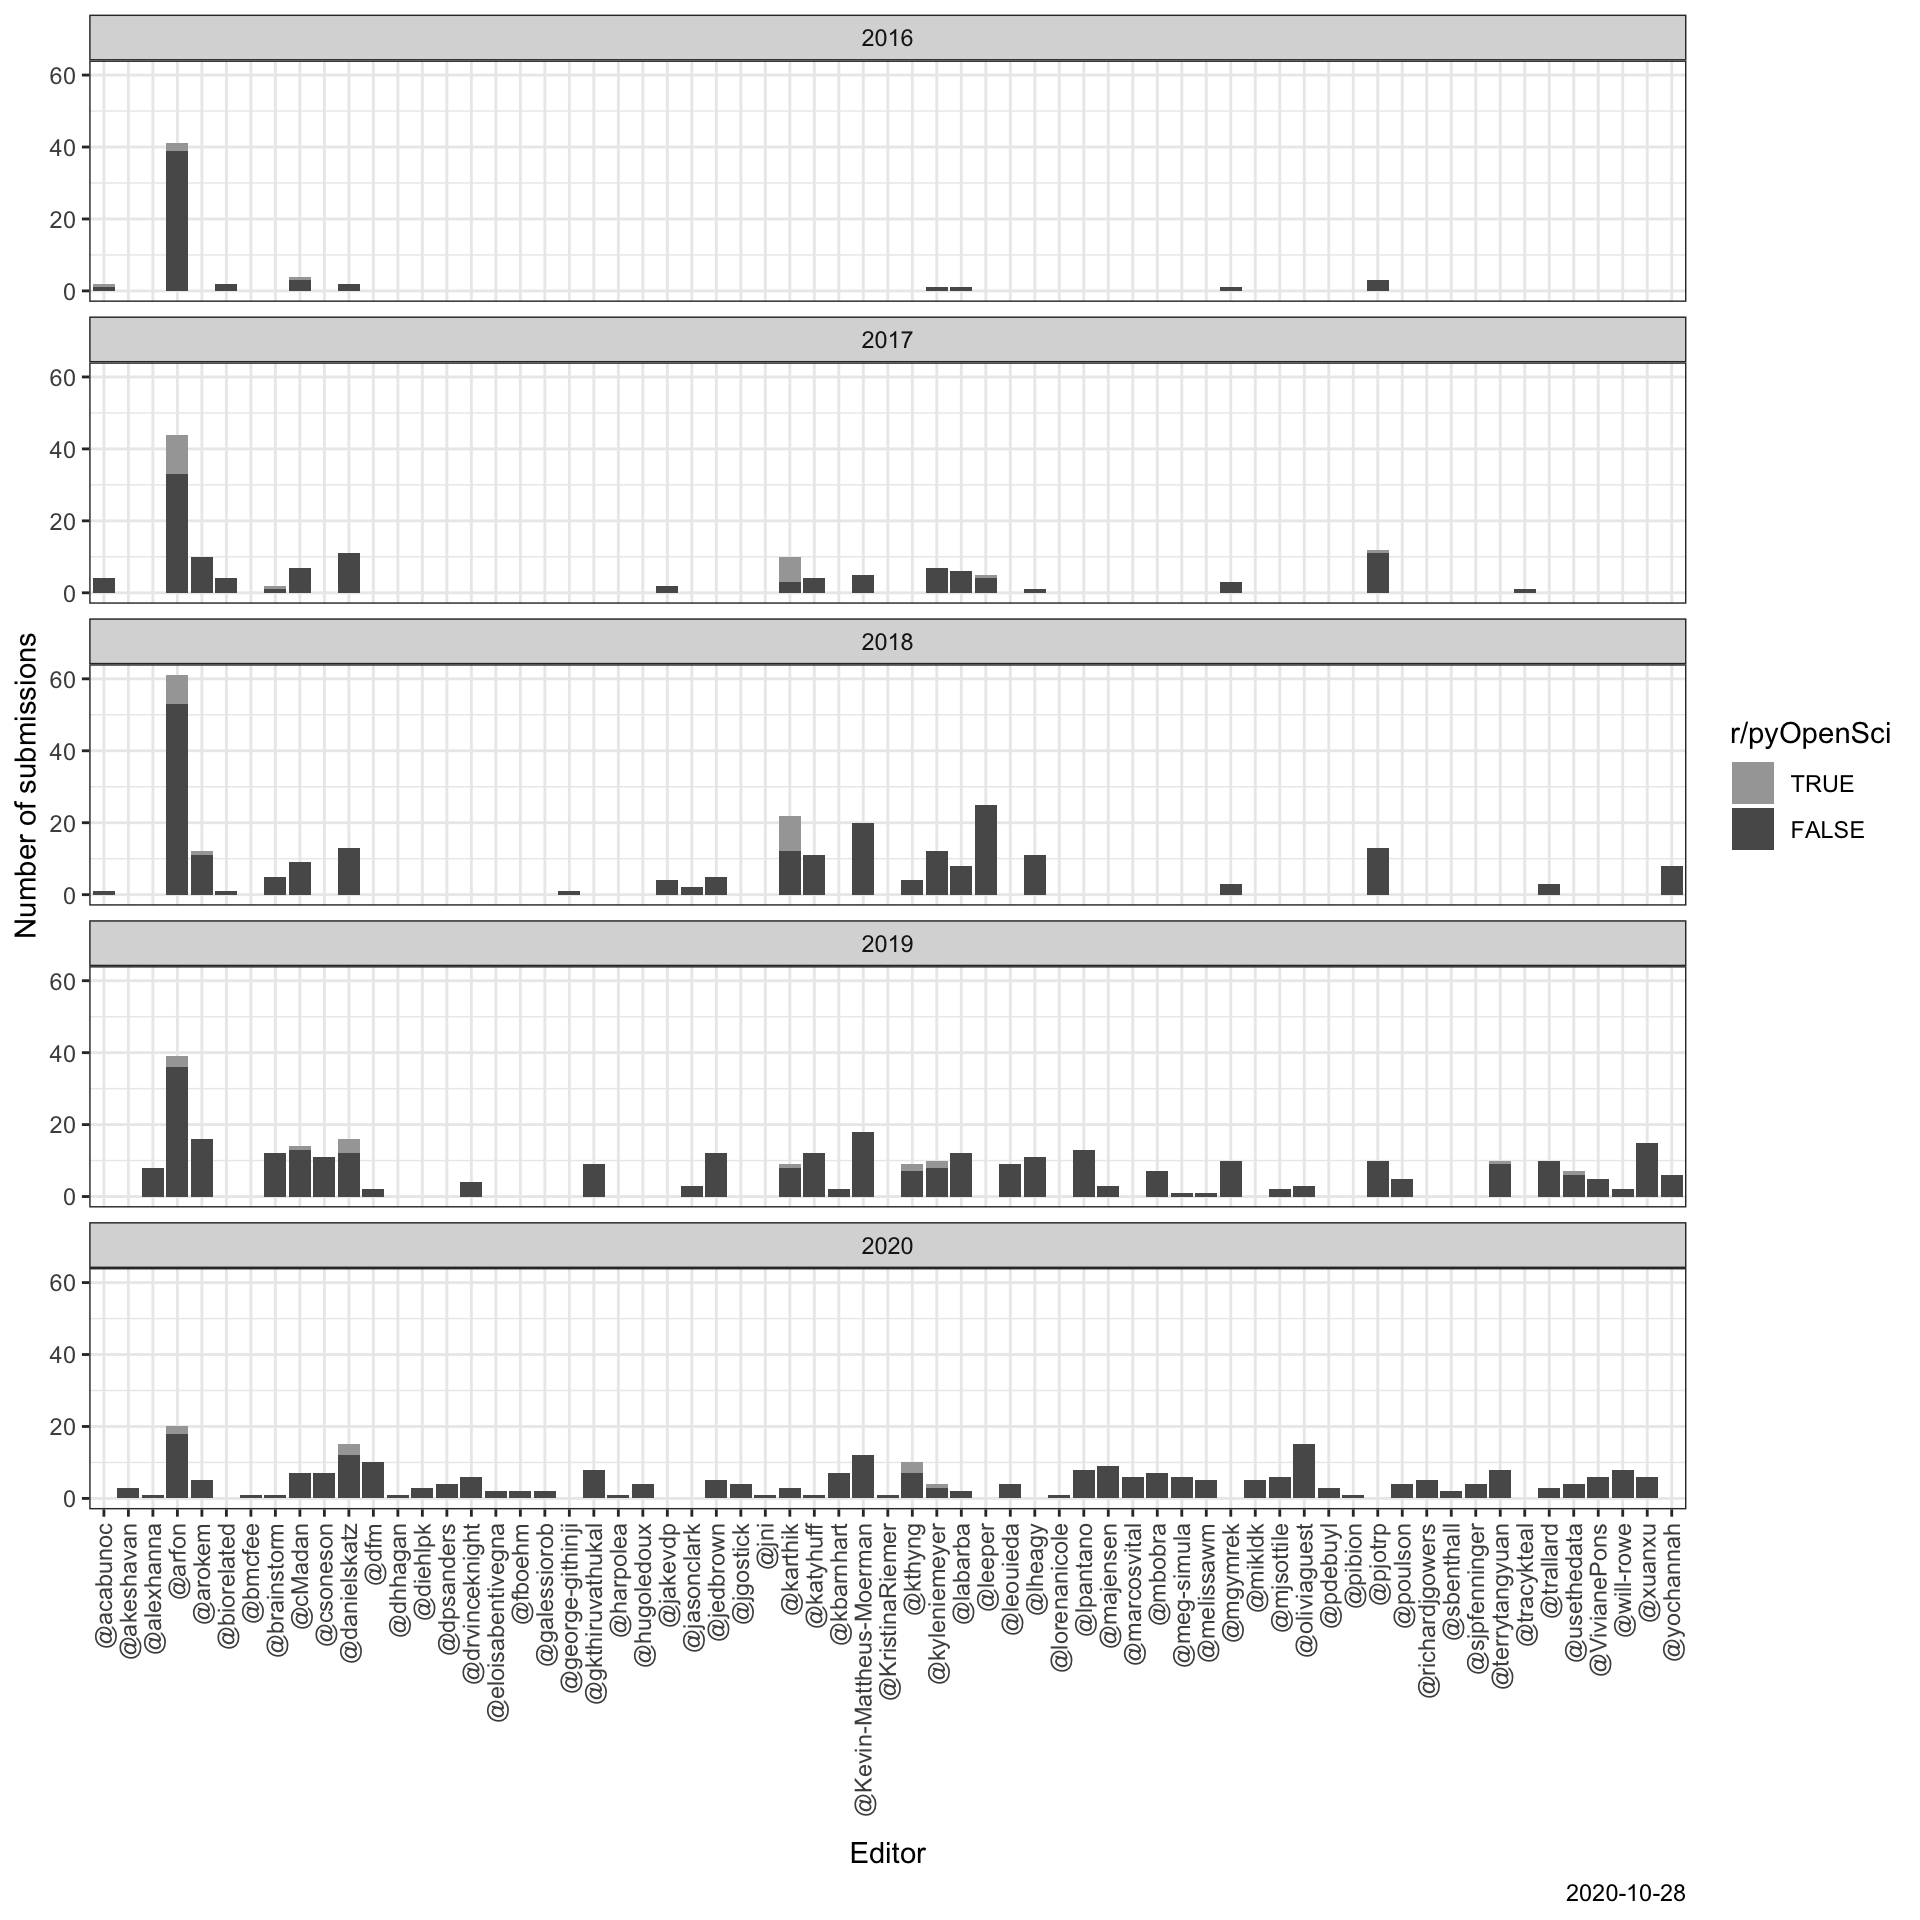 2016
60
40
20
0
2017
60
40
20
0
2018
60
40
20
0
2019
60
40
20
0
2020
60
40
20
0
Number of submissions
r/pyOpenSci
TRUE
FALSE
@acabunoc
@akeshavan
@alexhanna
@arfon
@arokem
@biorelated
@bmcfee
@brainstorm
@cMadan
@csoneson
@danielskatz
@dfm
@dhhagan
@diehlpk
@dpsanders
@drvinceknight
@eloisabentivegna
@fboehm
@galessiorob
@george-githinji
@gkthiruvathukal
@harpolea
@hugoledoux
@jakevdp
@jasonclark
@jedbrown
@jgostick
@jni
@karthik
@katyhuff
@kbarnhart
@Kevin-Mattheus-Moerman
@KristinaRiemer
@kthyng
@kyleniemeyer
@labarba
@leeper
@leouieda
@lheagy
@lorenanicole
@lpantano
@majensen
@marcosvital
@mbobra
@meg-simula
@melissawm
@mgymrek
@mikldk
@mjsottile
@oliviaguest
@pdebuyl
@pibion
@pjotrp
@poulson
@richardjgowers
@sbenthall
@sjpfenninger
@terrytangyuan
@tracykteal
@trallard
@usethedata
@VivianePons
@will-rowe
@xuanxu
@yochannah
Editor
2020-10-28